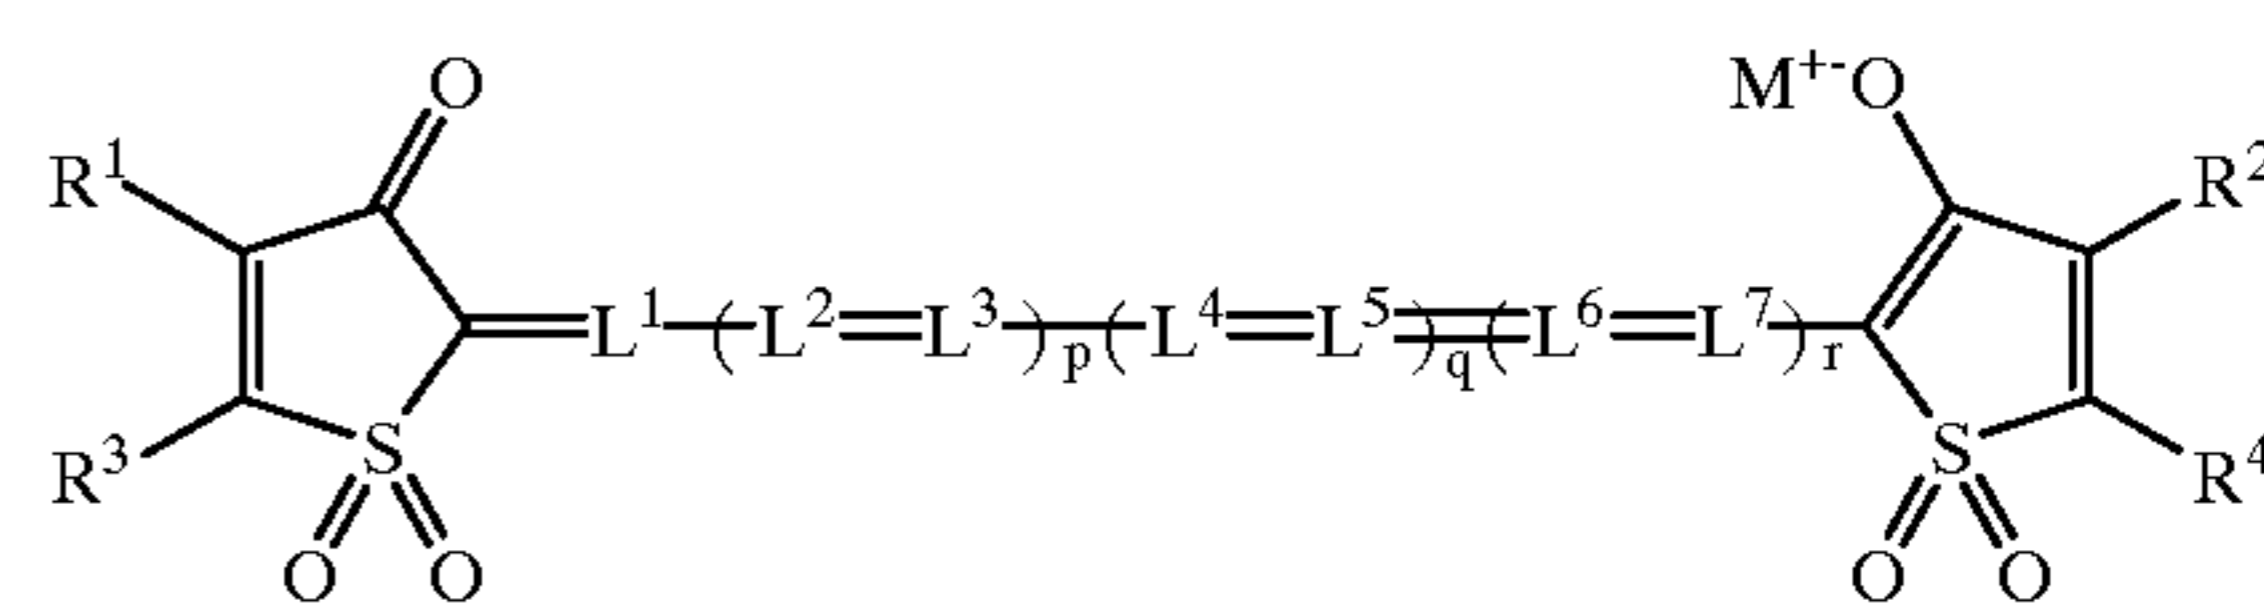 O M⁺⁻O
R¹ R²
L¹ ( L² L³ )p ( L⁴ L⁵ )q ( L⁶ L⁷ )r
R³ S S R⁴
O O O O